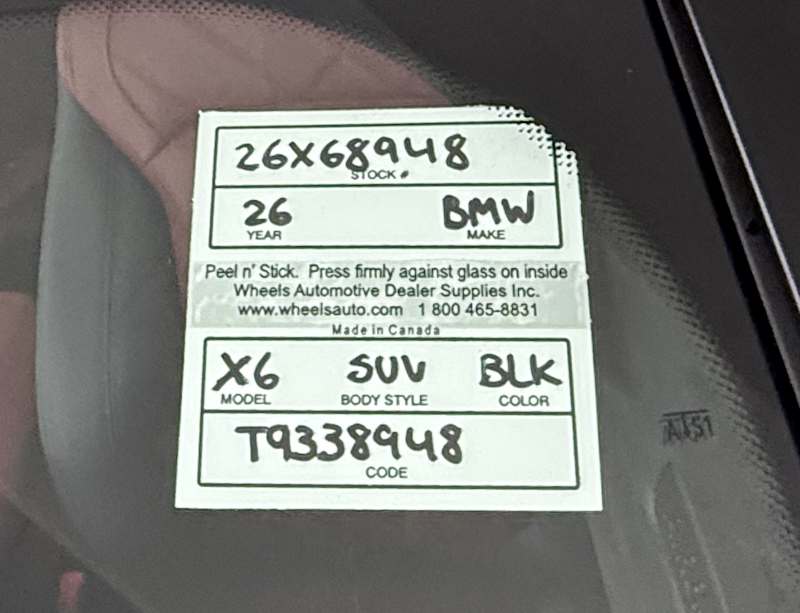 26X68948
STOCK #
26 BMW
YEAR MAKE
Peel n' Stick. Press firmly against glass on inside
Wheels Automotive Dealer Supplies Inc.
www.wheelsauto.com 1 800 465-8831
Made in Canada
X6 SUV BLK
MODEL BODY STYLE COLOR
T9338948
CODE
AS1